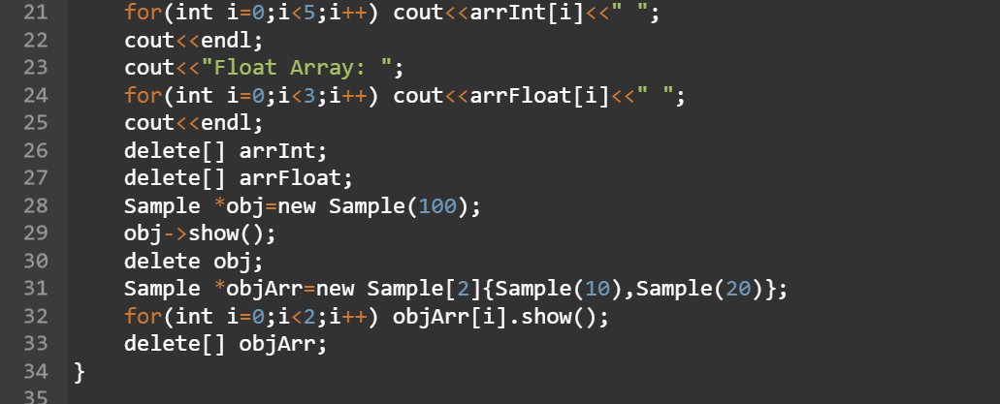 21 for(int i=0;i<5;i++) cout<<arrInt[i]<<" ";
22 cout<<endl;
23 cout<<"Float Array: ";
24 for(int i=0;i<3;i++) cout<<arrFloat[i]<<" ";
25 cout<<endl;
26 delete[] arrInt;
27 delete[] arrFloat;
28 Sample *obj=new Sample(100);
29 obj->show();
30 delete obj;
31 Sample *objArr=new Sample[2]{Sample(10),Sample(20)};
32 for(int i=0;i<2;i++) objArr[i].show();
33 delete[] objArr;
34 }
35